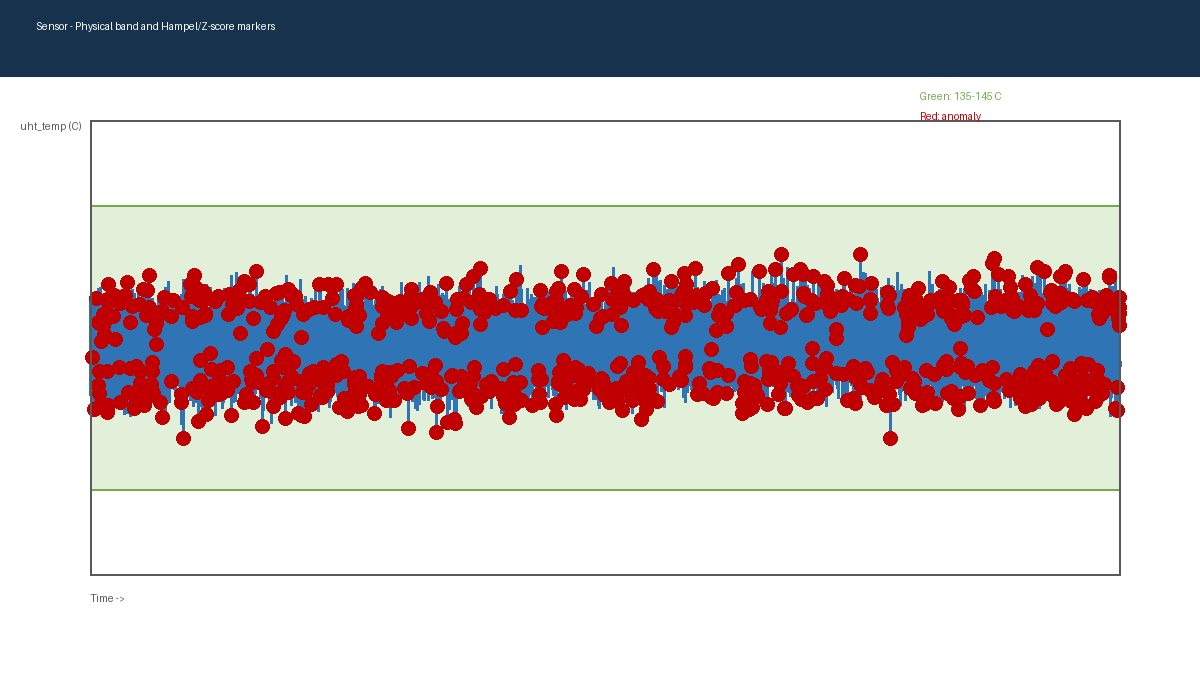 Sensor - Physical band and Hampel/Z-score markers
Green: 135-145 C
Red: anomaly
uht_temp (C)
Time ->